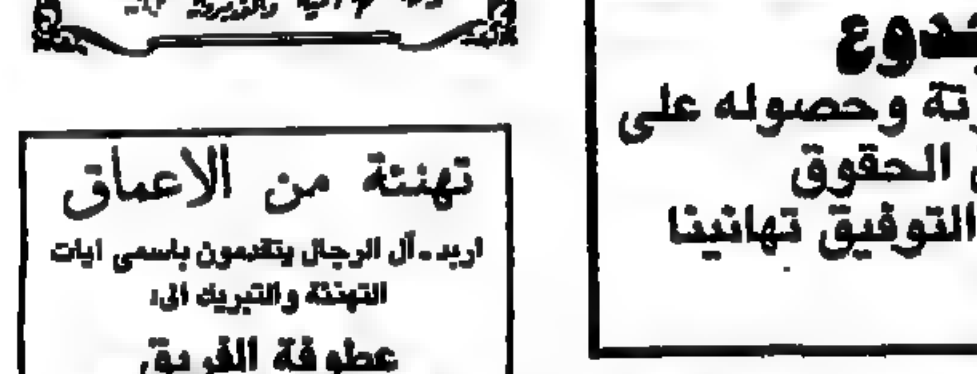 وتة وحصوله على
الحقوق
التوفيق تهانينا
تهنئة من الاعماق
اربد - آل الرجال يتقدمون باسمى ايات
التهنئة والتبريك الى:
عطوفة الفريق